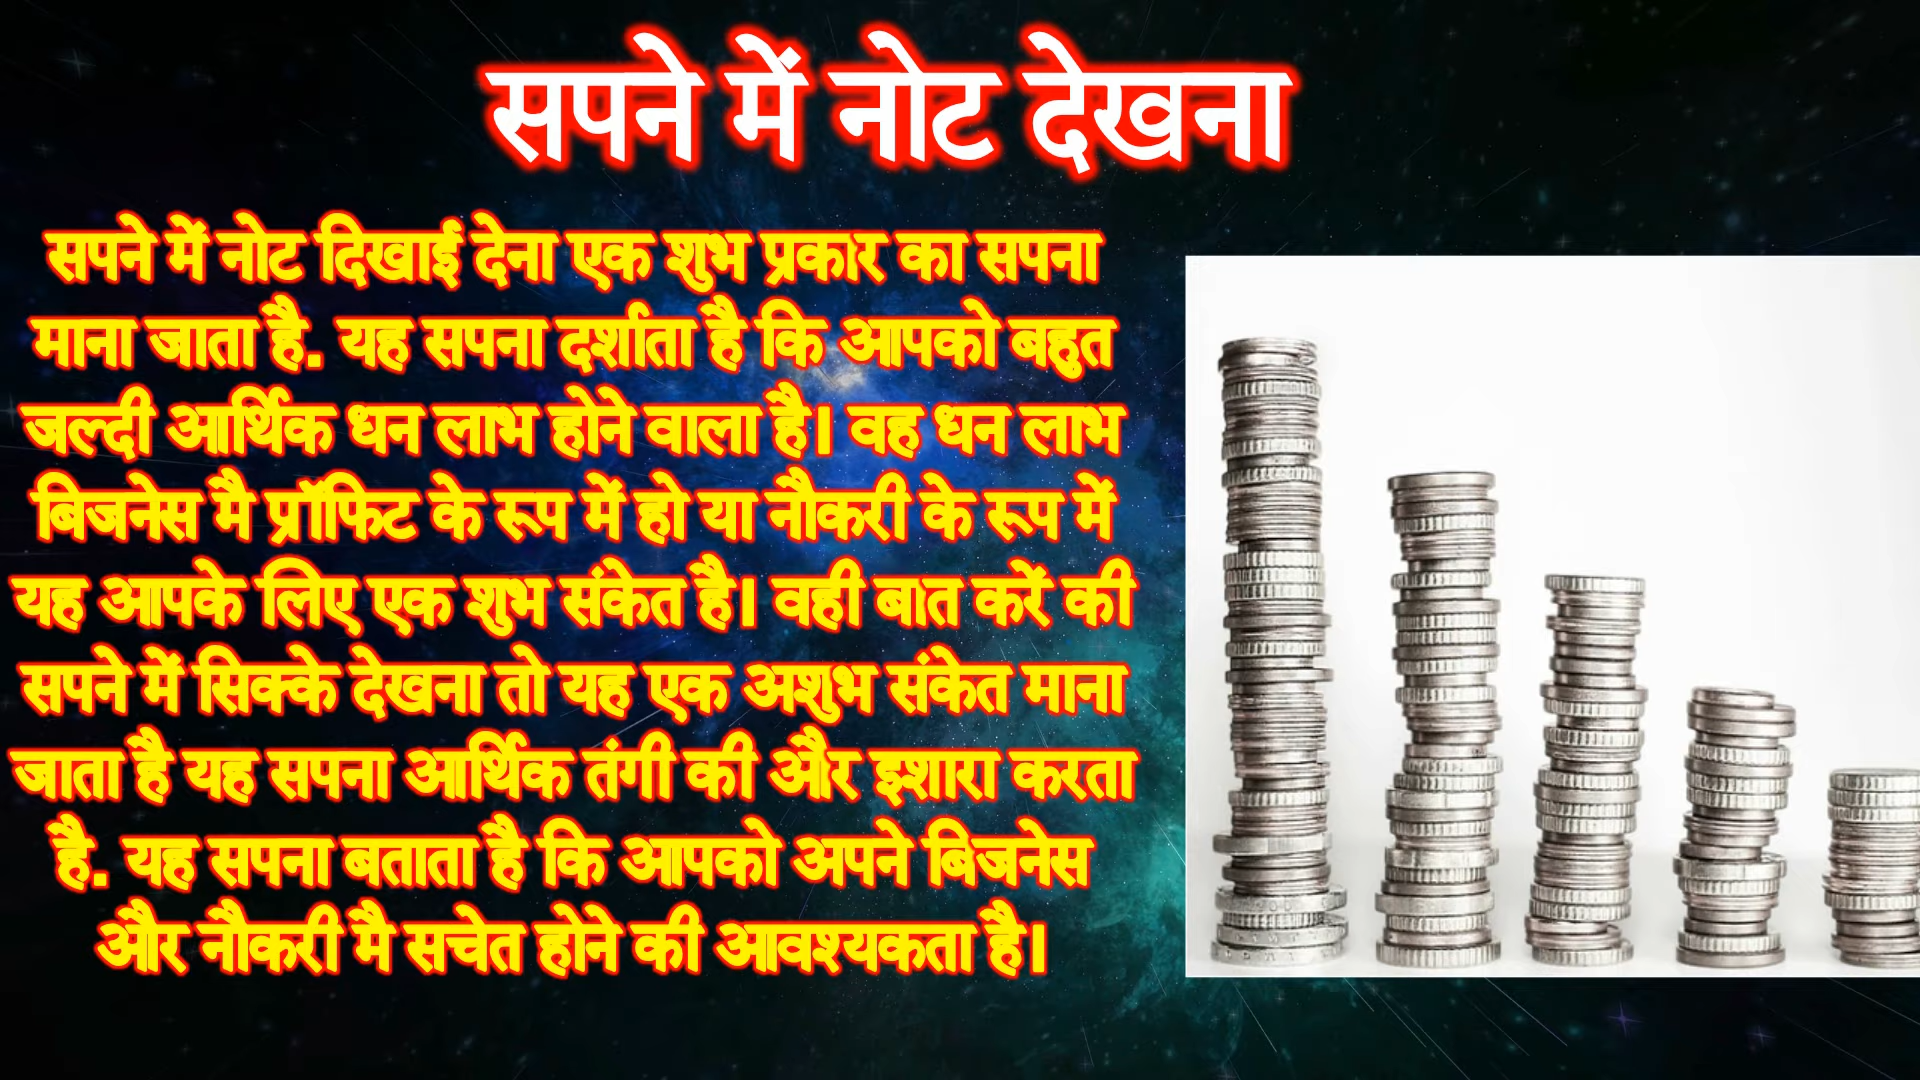 सपने में नोट देखना
सपने में नोट दिखाई देना एक शुभ प्रकार का सपना
माना जाता है. यह सपना दर्शाता है कि आपको बहुत
जल्दी आर्थिक धन लाभ होने वाला है। वह धन लाभ
बिजनेस मै प्रॉफिट के रूप में हो या नौकरी के रूप में
यह आपके लिए एक शुभ संकेत है। वही बात करें की
सपने में सिक्के देखना तो यह एक अशुभ संकेत माना
जाता है यह सपना आर्थिक तंगी की और इशारा करता
है. यह सपना बताता है कि आपको अपने बिजनेस
और नौकरी मै सचेत होने की आवश्यकता है।